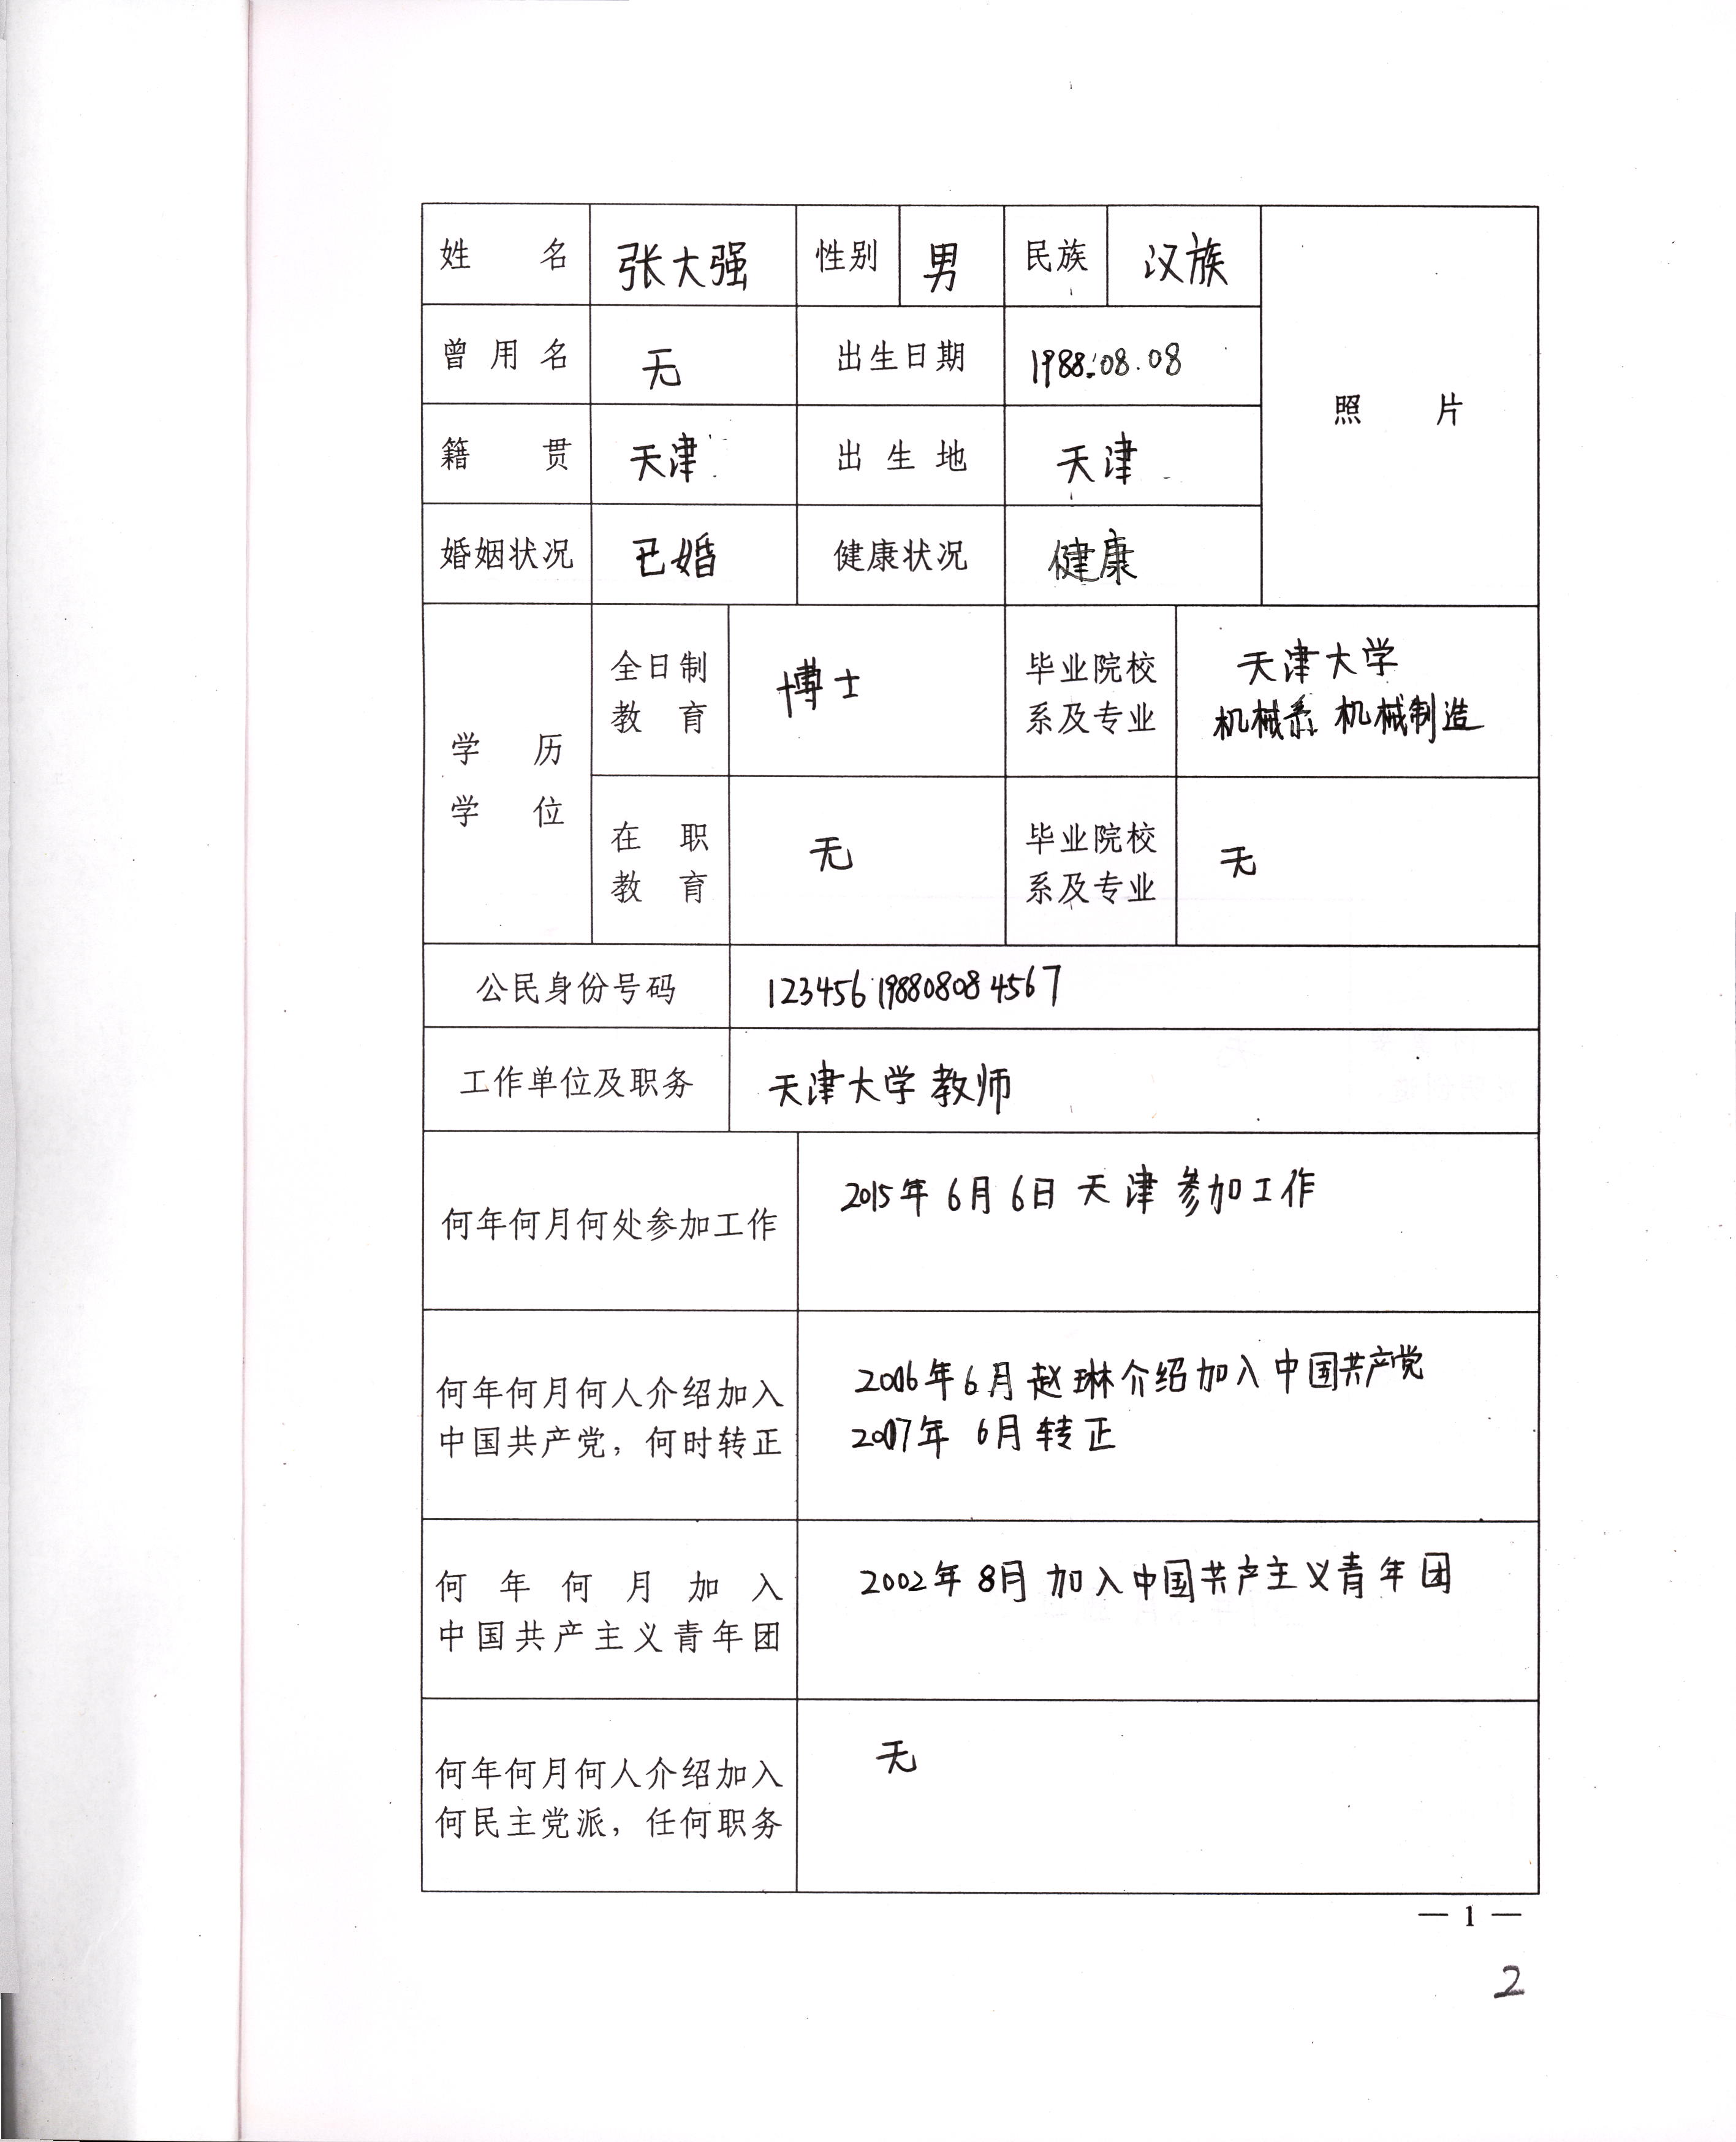 姓 名 张大强 性别 男 民族 汉族
照 片
曾用名 无 出生日期 1988.08.08
籍 贯 天津 出生地 天津
婚姻状况 已婚 健康状况 健康
学 历
学 位
全日制
教 育
博士
毕业院校
系及专业
天津大学
机械系 机械制造
在 职
教 育
无
毕业院校
系及专业
无
公民身份号码 123456198808084567
工作单位及职务 天津大学 教师
何年何月何处参加工作
2015年6月6日 天津 参加工作
何年何月何人介绍加入
中国共产党，何时转正
2006年6月赵琳介绍加入中国共产党
2007年6月转正
何年何月加入
中国共产主义青年团
2002年8月加入中国共产主义青年团
何年何月何人介绍加入
何民主党派，任何职务
无
— 1 —
2